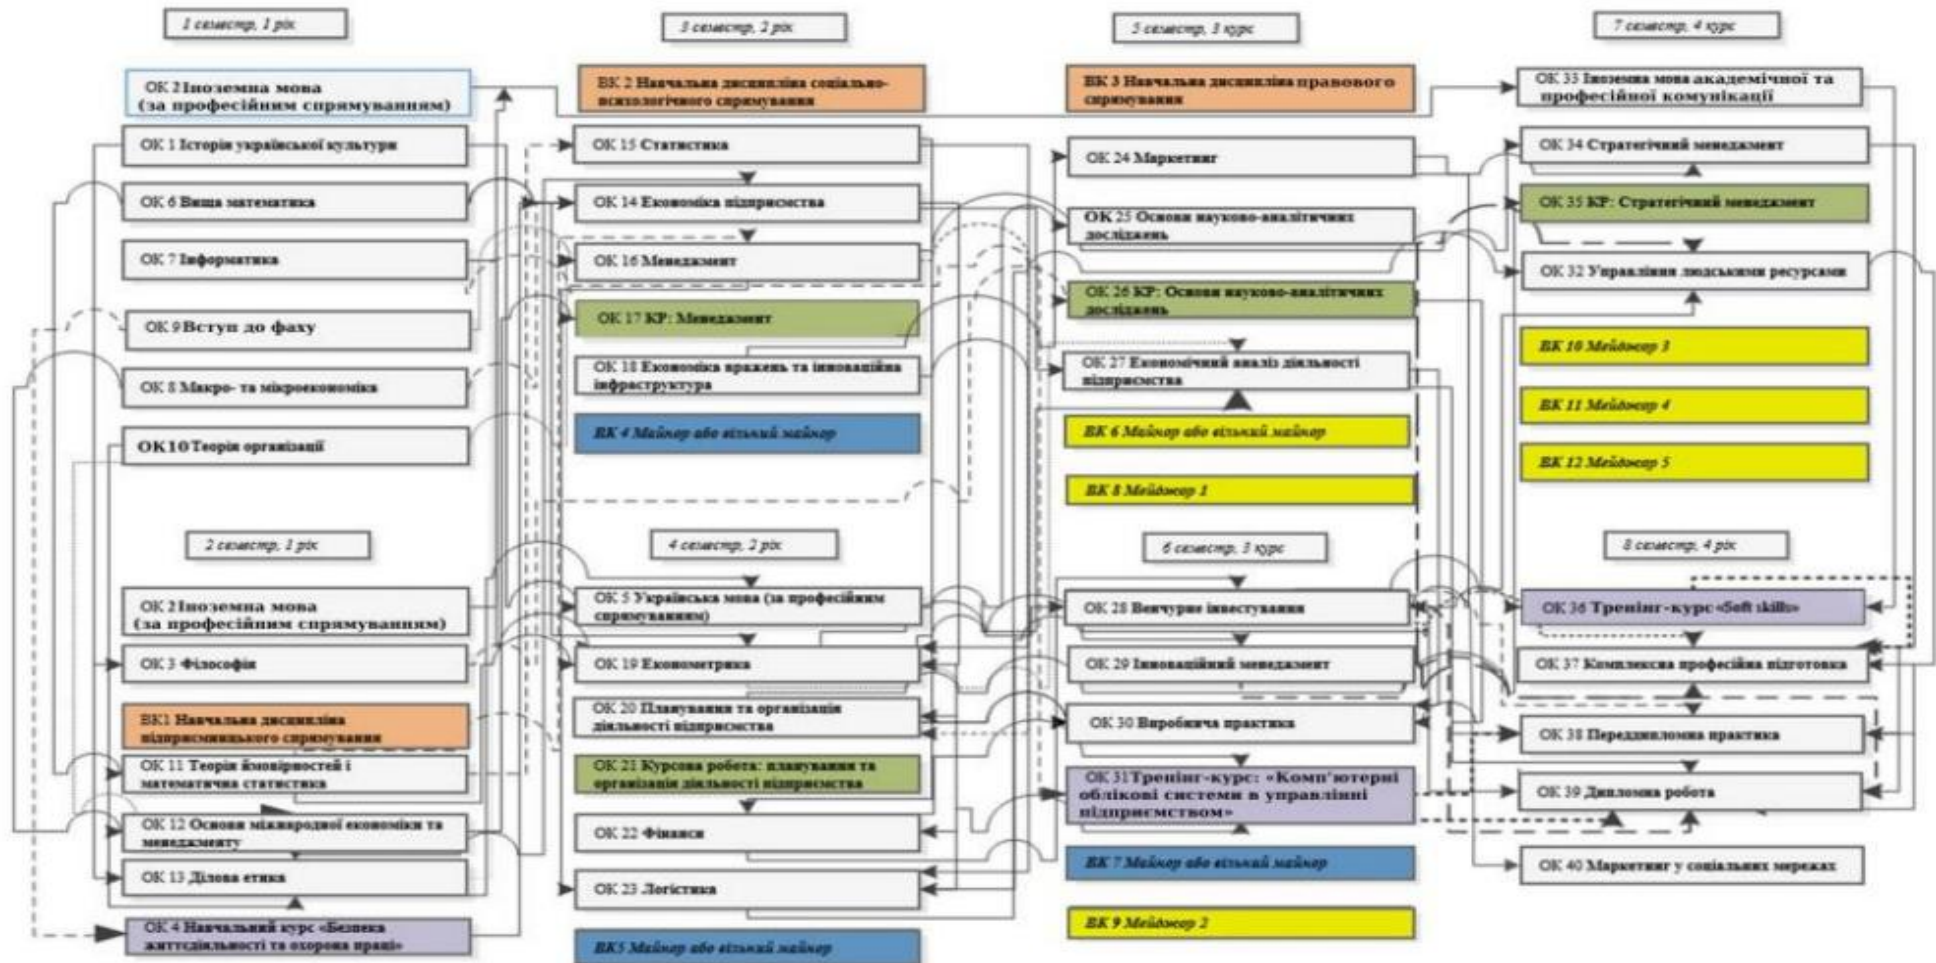 1 семестр, 1 рік
ОК 2 Іноземна мова
(за професійним спрямуванням)
ОК 1 Історія української культури
ОК 6 Вища математика
ОК 7 Інформатика
ОК 9 Вступ до фаху
ОК 8 Макро- та мікроекономіка
ОК 10 Теорія організації
2 семестр, 1 рік
ОК 2 Іноземна мова
(за професійним спрямуванням)
ОК 3 Філософія
ВК1 Навчальна дисципліна
підприємницького спрямування
ОК 11 Теорія ймовірностей і
математична статистика
ОК 12 Основи міжнародної економіки та
менеджменту
ОК 13 Ділова етика
ОК 4 Навчальний курс «Безпека
життєдіяльності та охорона праці»
3 семестр, 2 рік
ВК 2 Навчальна дисципліна соціально-
психологічного спрямування
ОК 15 Статистика
ОК 14 Економіка підприємства
ОК 16 Менеджмент
ОК 17 КР: Менеджмент
ОК 18 Економіка вражень та інноваційна
інфраструктура
ВК 4 Майнор або вільний майнор
4 семестр, 2 рік
ОК 5 Українська мова (за професійним
спрямуванням)
ОК 19 Економетрика
ОК 20 Планування та організація
діяльності підприємства
ОК 21 Курсова робота: планування та
організація діяльності підприємства
ОК 22 Фінанси
ОК 23 Логістика
ВК5 Майнор або вільний майнор
5 семестр, 3 курс
ВК 3 Навчальна дисципліна правового
спрямування
ОК 24 Маркетинг
ОК 25 Основи науково-аналітичних
досліджень
ОК 26 КР: Основи науково-аналітичних
досліджень
ОК 27 Економічний аналіз діяльності
підприємства
ВК 6 Майнор або вільний майнор
ВК 8 Мейджор 1
6 семестр, 3 курс
ОК 28 Венчурне інвестування
ОК 29 Інноваційний менеджмент
ОК 30 Виробнича практика
ОК 31Тренінг-курс: «Комп'ютерні
облікові системи в управлінні
підприємством»
ВК 7 Майнор або вільний майнор
ВК 9 Мейджор 2
7 семестр, 4 курс
ОК 33 Іноземна мова академічної та
професійної комунікації
ОК 34 Стратегічний менеджмент
ОК 35 КР: Стратегічний менеджмент
ОК 32 Управління людськими ресурсами
ВК 10 Мейджор 3
ВК 11 Мейджор 4
ВК 12 Мейджор 5
8 семестр, 4 рік
ОК 36 Тренінг-курс «Soft skills»
ОК 37 Комплексна професійна підготовка
ОК 38 Переддипломна практика
ОК 39 Дипломна робота
ОК 40 Маркетинг у соціальних мережах